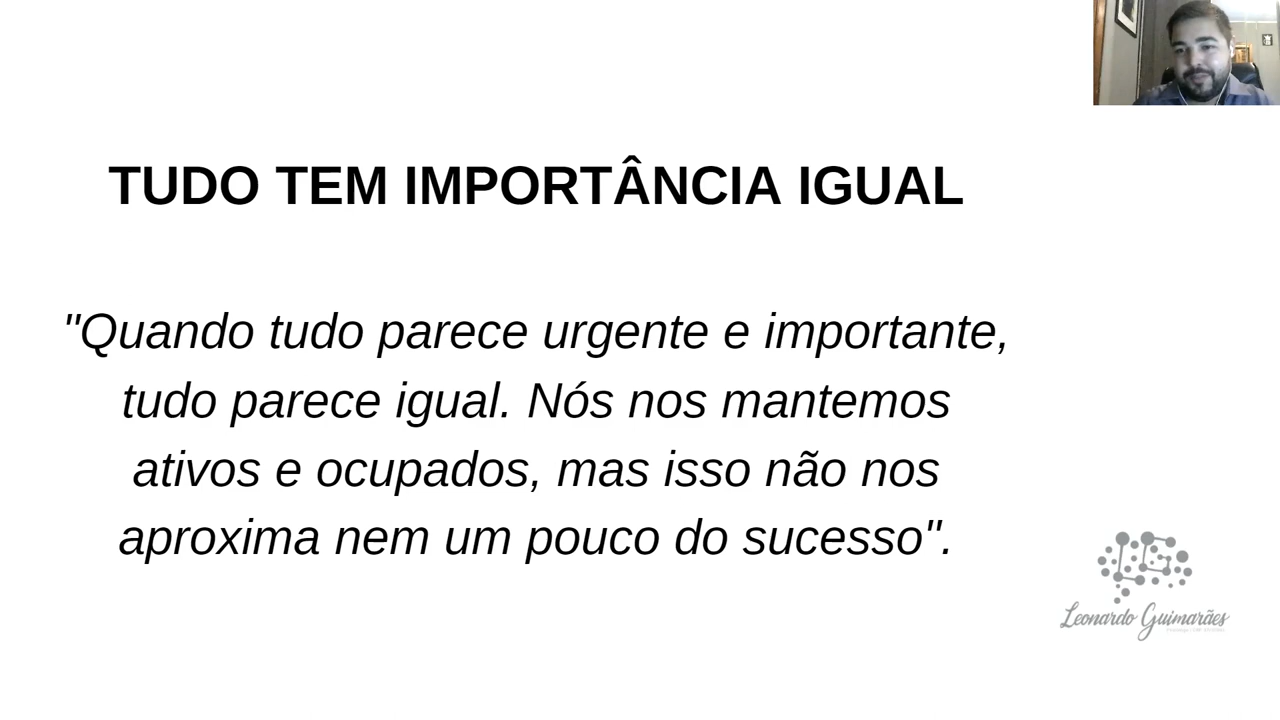 TUDO TEM IMPORTÂNCIA IGUAL
"Quando tudo parece urgente e importante,
tudo parece igual. Nós nos mantemos
ativos e ocupados, mas isso não nos
aproxima nem um pouco do sucesso".
Leonardo Guimarães